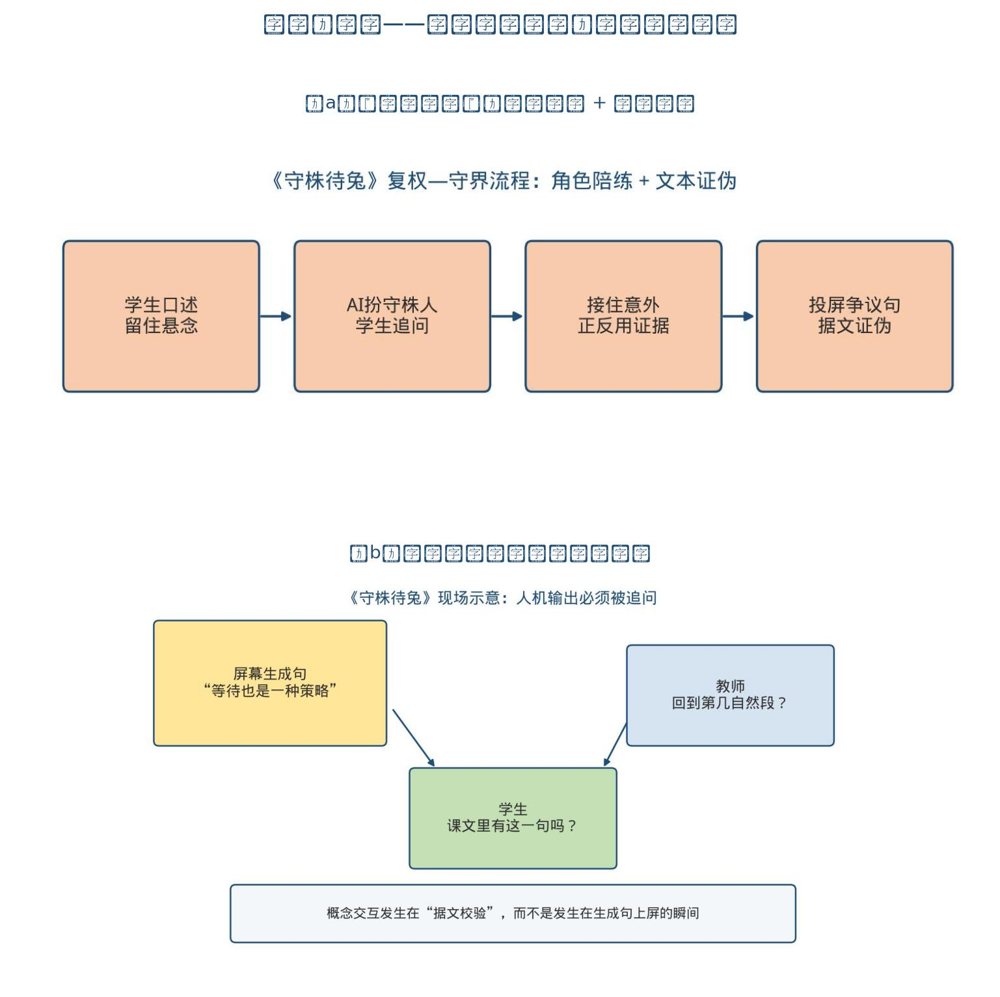 《守株待兔》复权—守界流程：角色陪练 + 文本证伪
学生口述
留住悬念
AI扮守株人
学生追问
接住意外
正反用证据
投屏争议句
据文证伪
《守株待兔》现场示意：人机输出必须被追问
屏幕生成句
“等待也是一种策略”
教师
回到第几自然段？
学生
课文里有这一句吗？
概念交互发生在“据文校验”，而不是发生在生成句上屏的瞬间